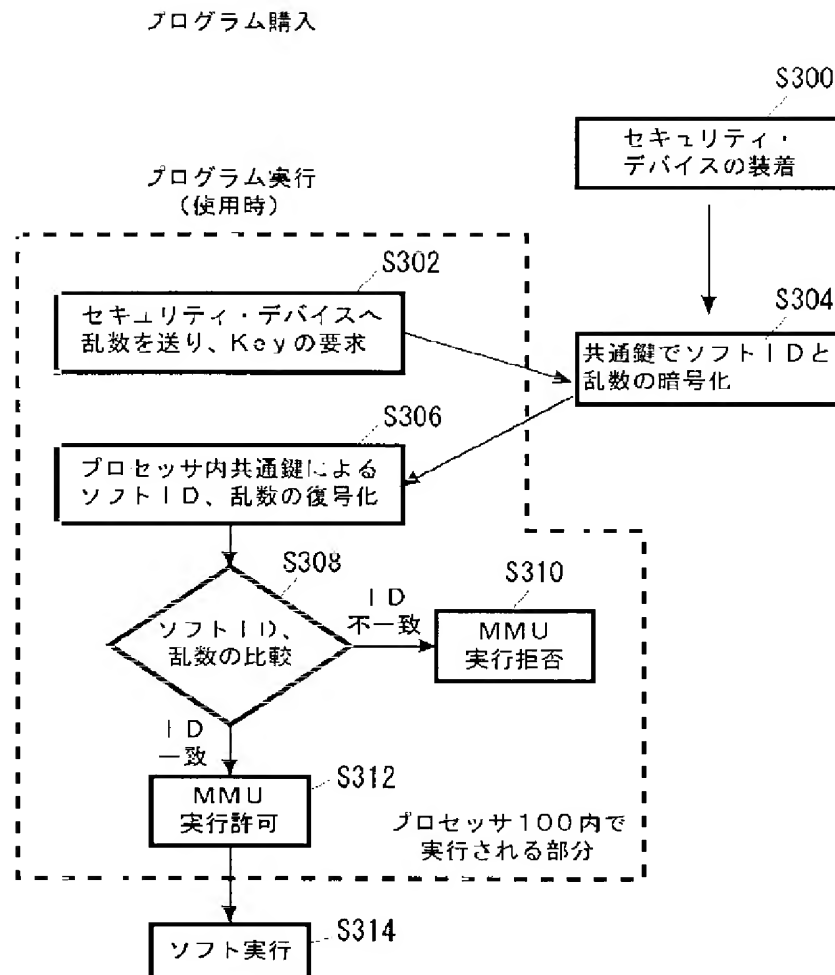 プログラム購入
S300
セキュリティ・
デバイスの装着
プログラム実行
（使用時）
S302
セキュリティ・デバイスへ
乱数を送り、Keyの要求
S304
共通鍵でソフトIDと
乱数の暗号化
S306
プロセッサ内共通鍵による
ソフトID、乱数の復号化
S308
ソフトID、
乱数の比較
ID
不一致
S310
MMU
実行拒否
ID
一致
S312
MMU
実行許可
プロセッサ100内で
実行される部分
S314
ソフト実行